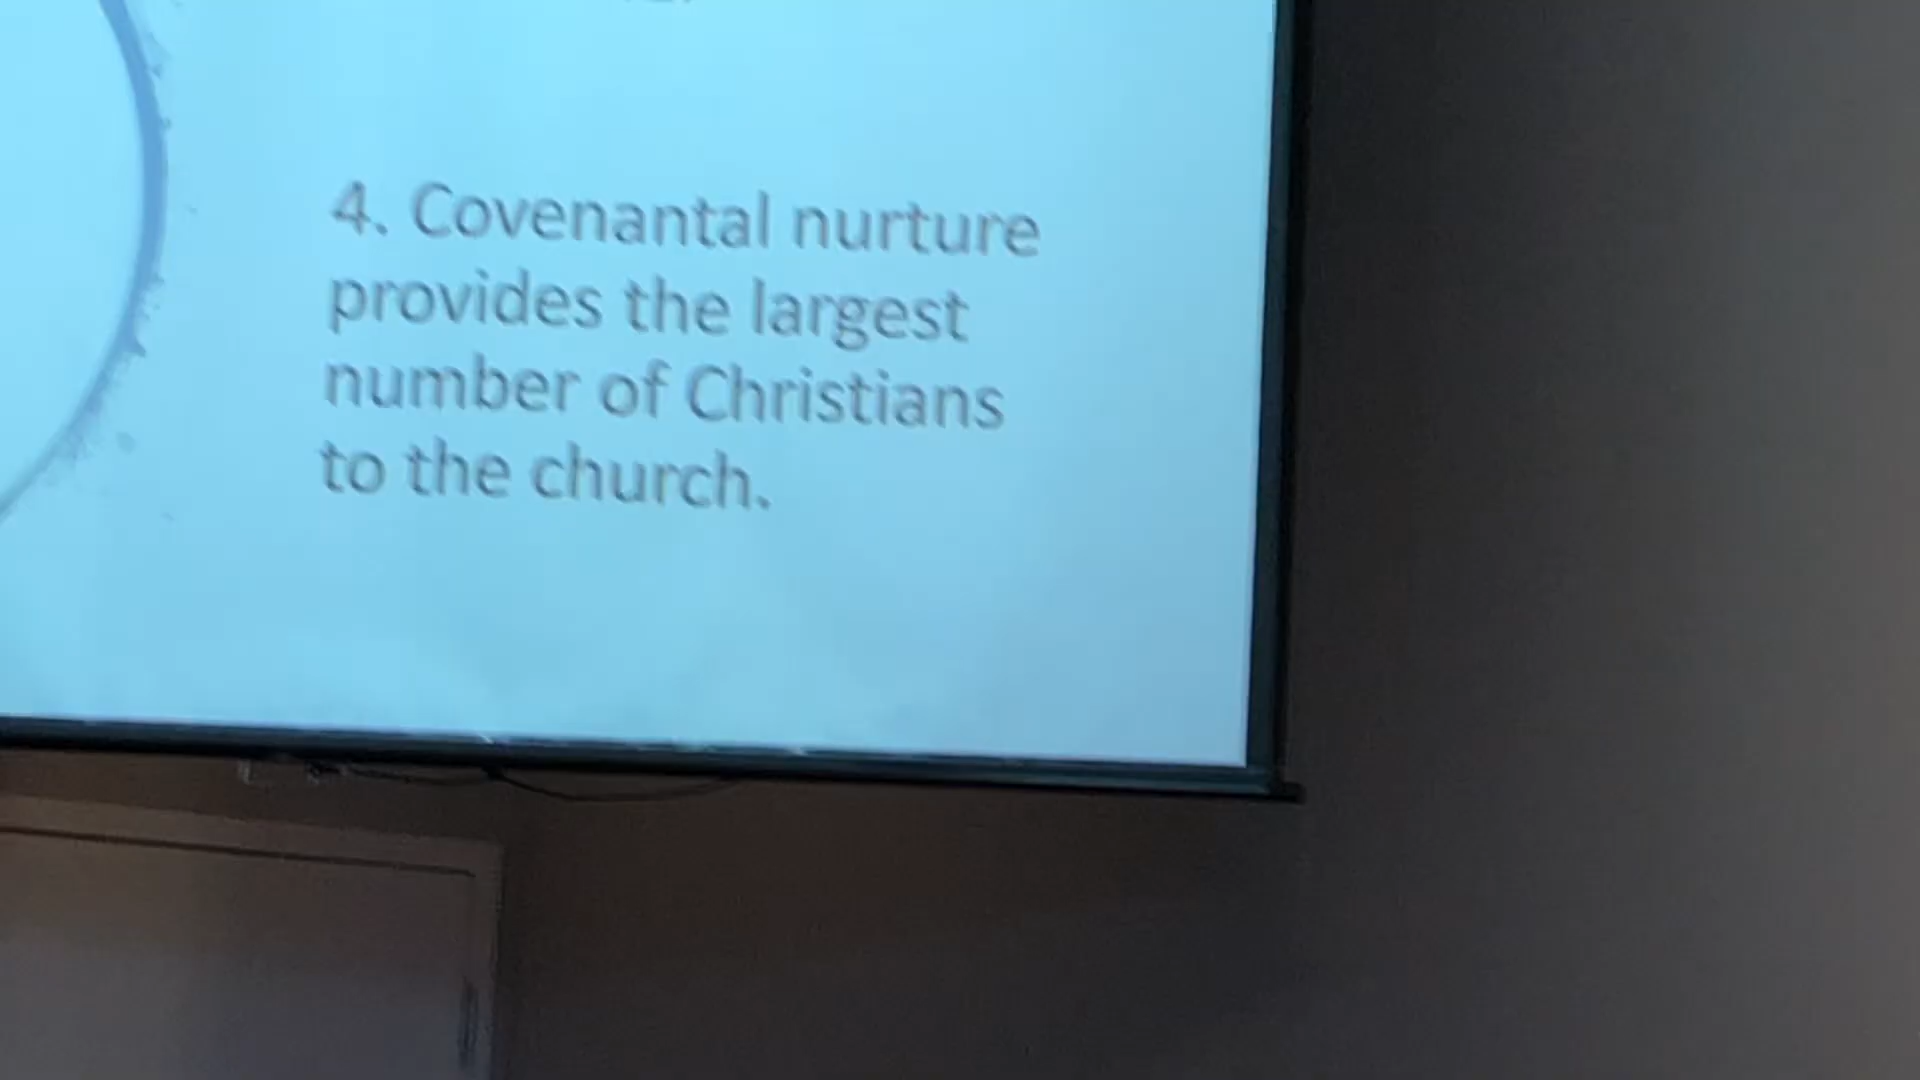 4. Covenantal nurture
provides the largest
number of Christians
to the church.